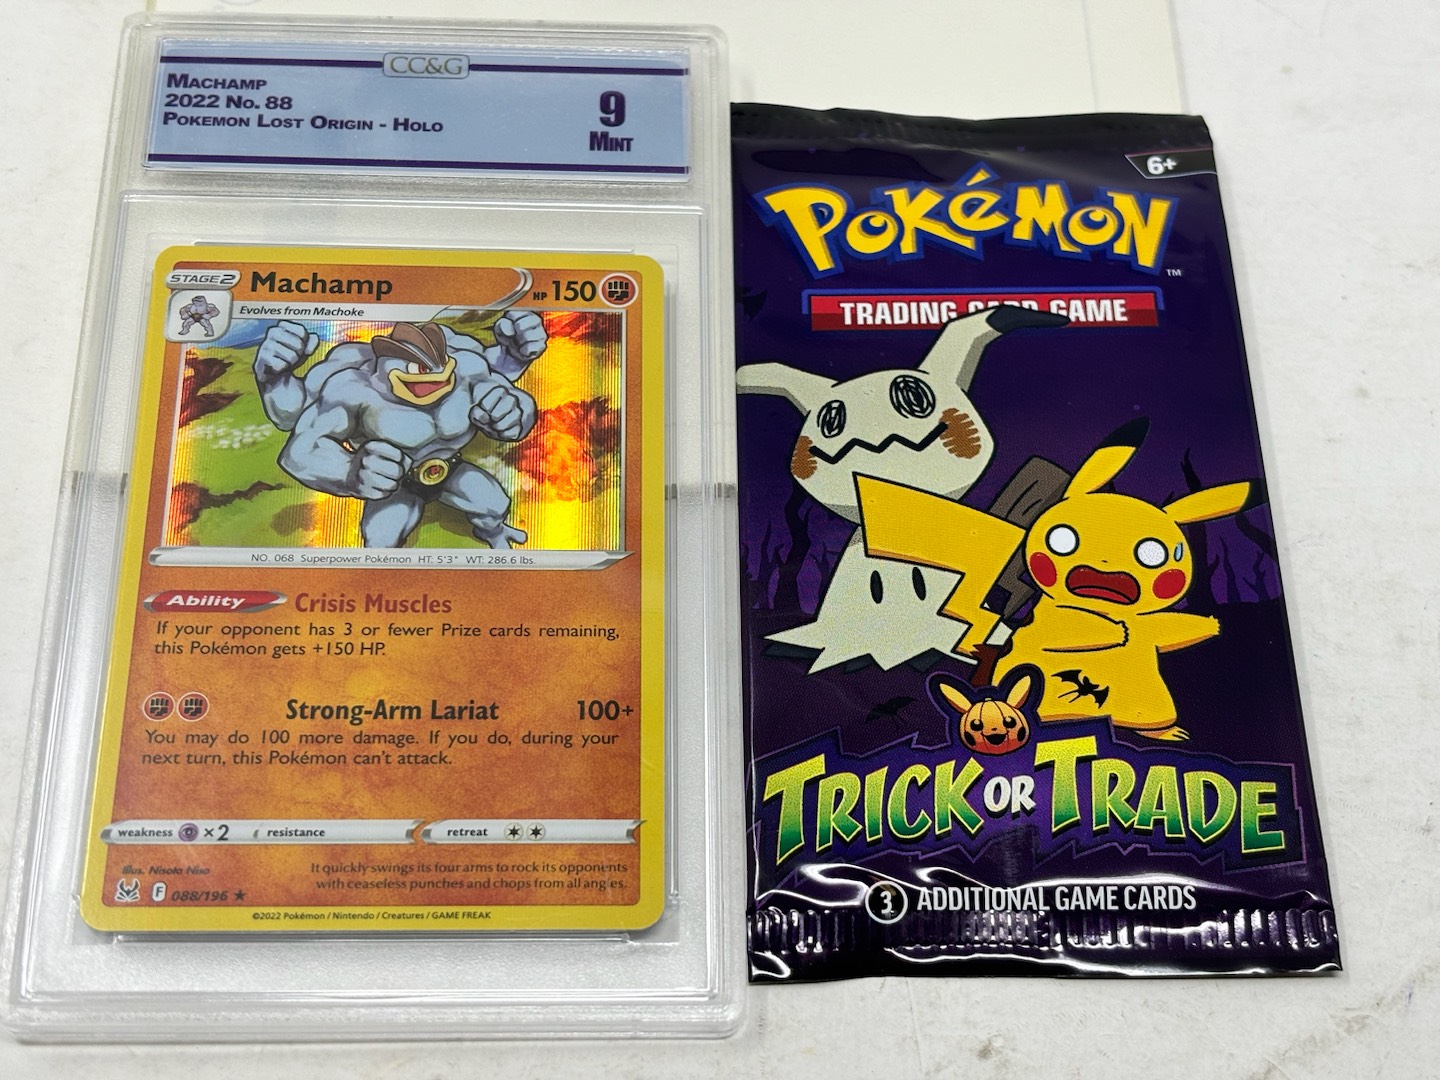 CC&G
MACHAMP
2022 No. 88
POKEMON LOST ORIGIN - HOLO
9
MINT
STAGE2
Machamp
HP 150
Evolves from Machoke
NO. 068 Superpower Pokémon HT: 5'3" WT: 286.6 lbs.
Ability Crisis Muscles
If your opponent has 3 or fewer Prize cards remaining,
this Pokémon gets +150 HP.
Strong-Arm Lariat 100+
You may do 100 more damage. If you do, during your
next turn, this Pokémon can't attack.
weakness ×2 resistance retreat
Illus. Nisota Niso
It quickly swings its four arms to rock its opponents
with ceaseless punches and chops from all angles.
F 088/196 ★
©2022 Pokémon / Nintendo / Creatures / GAME FREAK
6+
POKéMON
TM
TRADING CARD GAME
TRICK OR TRADE
3 ADDITIONAL GAME CARDS